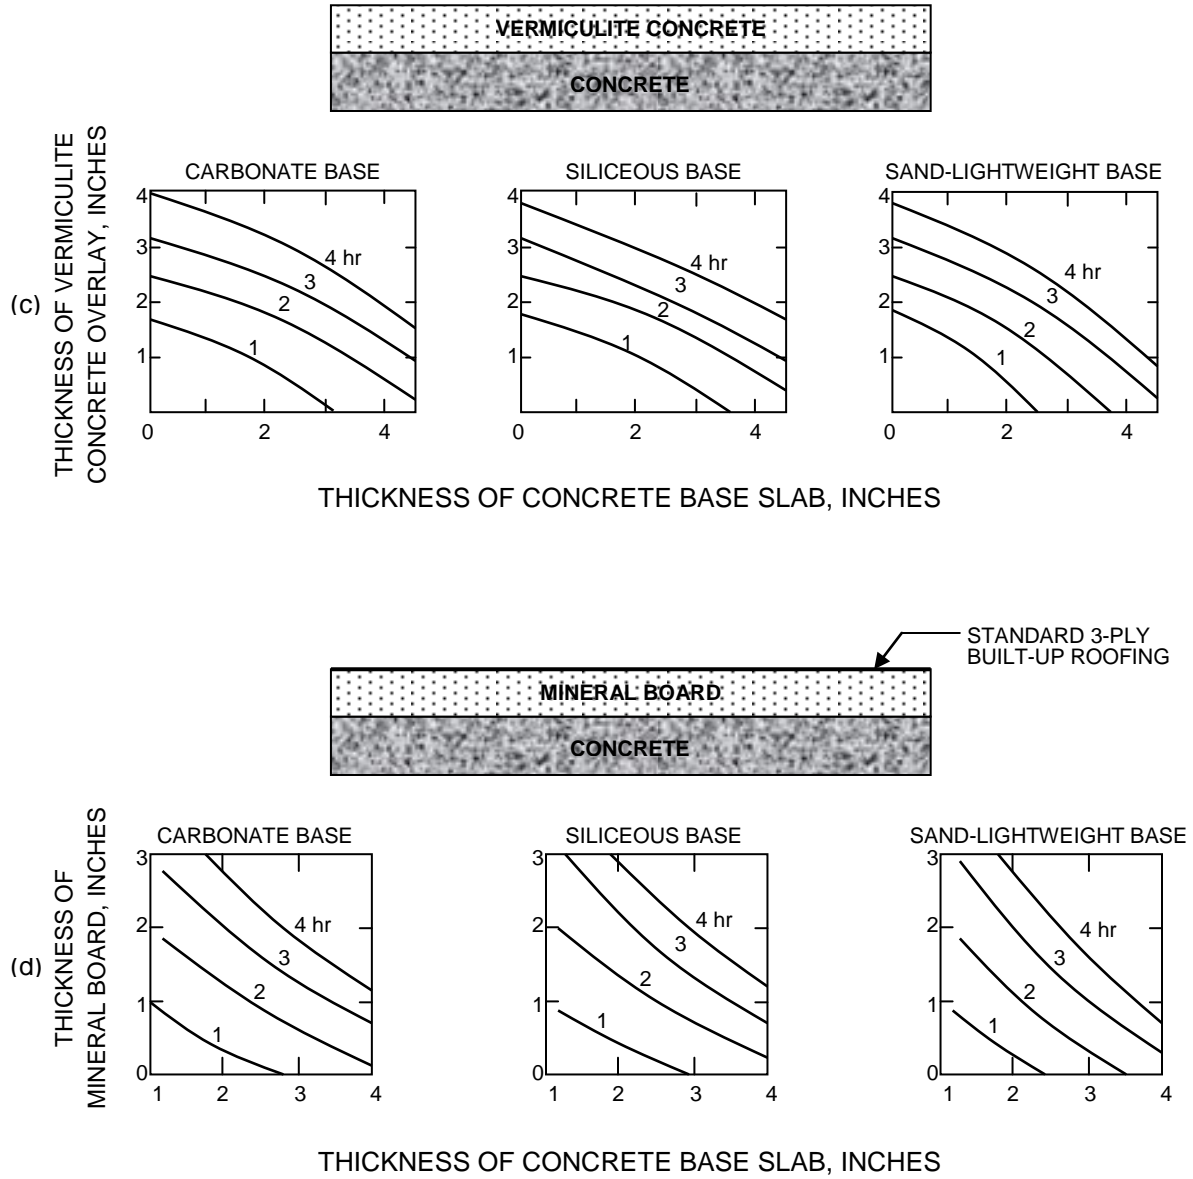 VERMICULITE CONCRETE
CONCRETE
(c)
THICKNESS OF VERMICULITE
CONCRETE OVERLAY, INCHES
CARBONATE BASE
4
3
2
1
4 hr
3
2
1
0 2 4
SILICEOUS BASE
4
3
2
1
4 hr
3
2
1
0 2 4
SAND-LIGHTWEIGHT BASE
4
3
2
1
4 hr
3
2
1
0 2 4
THICKNESS OF CONCRETE BASE SLAB, INCHES
STANDARD 3-PLY
BUILT-UP ROOFING
MINERAL BOARD
CONCRETE
(d)
THICKNESS OF
MINERAL BOARD, INCHES
CARBONATE BASE
3
2
1
0
4 hr
3
2
1
1 2 3 4
SILICEOUS BASE
3
2
1
0
4 hr
3
2
1
1 2 3 4
SAND-LIGHTWEIGHT BASE
3
2
1
0
4 hr
3
2
1
1 2 3 4
THICKNESS OF CONCRETE BASE SLAB, INCHES